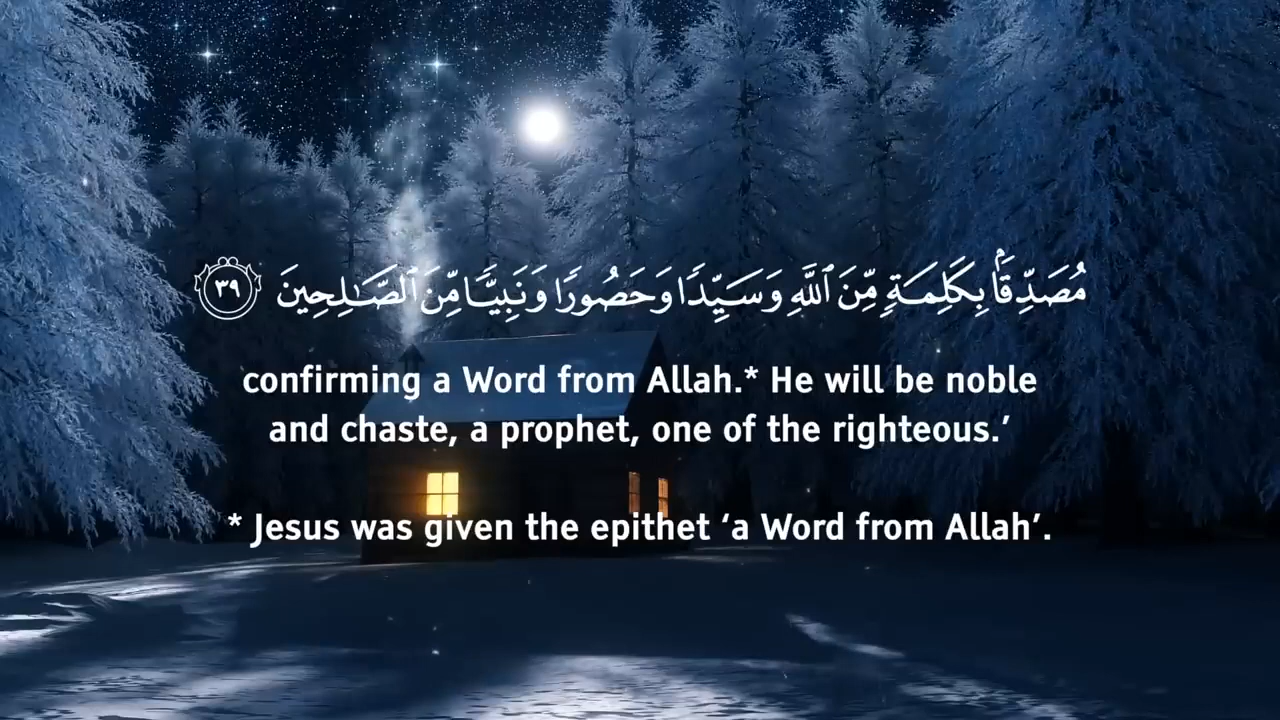 مُصَدِّقَۢا بِكَلِمَةٖ مِّنَ ٱللَّهِ وَسَيِّدٗا وَحَصُورٗا وَنَبِيّٗا مِّنَ ٱلصَّٰلِحِينَ ٣٩
confirming a Word from Allah.* He will be noble
and chaste, a prophet, one of the righteous.’
* Jesus was given the epithet ‘a Word from Allah’.